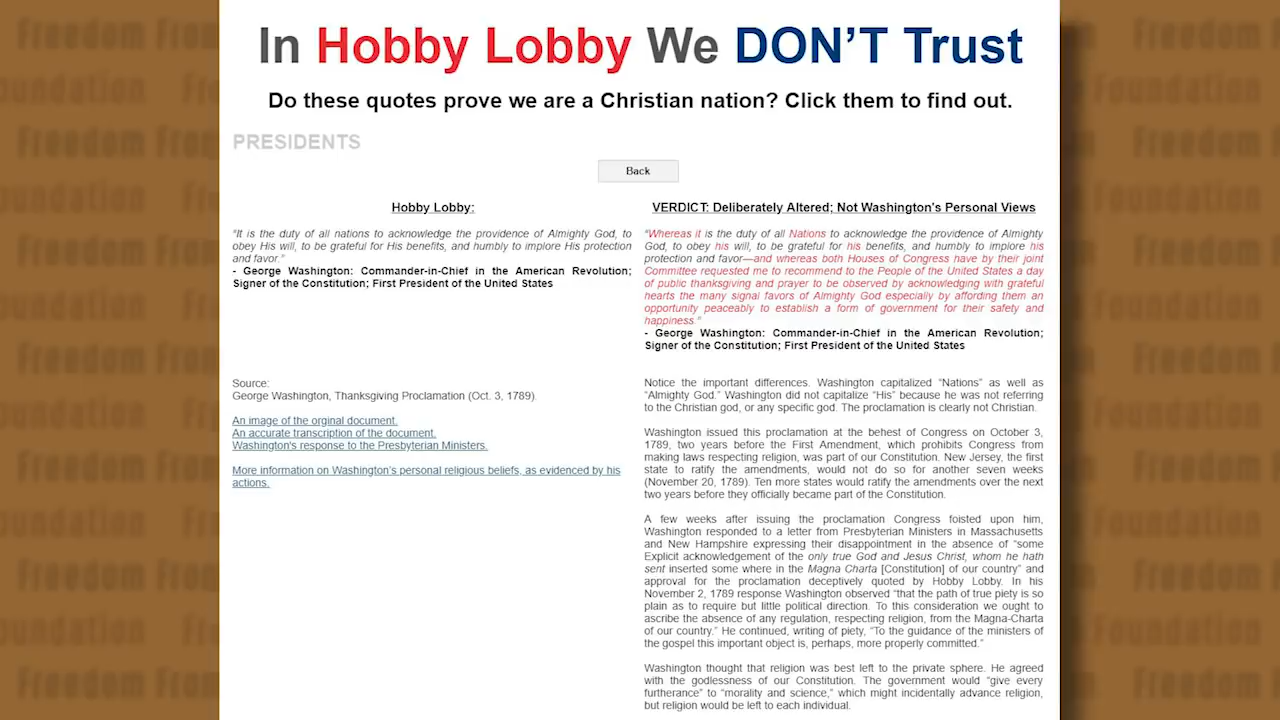 In Hobby Lobby We DON'T Trust
Do these quotes prove we are a Christian nation? Click them to find out.
PRESIDENTS
Back
Hobby Lobby:
"It is the duty of all nations to acknowledge the providence of Almighty God, to
obey His will, to be grateful for His benefits, and humbly to implore His protection
and favor."
- George Washington: Commander-in-Chief in the American Revolution;
Signer of the Constitution; First President of the United States
Source:
George Washington, Thanksgiving Proclamation (Oct. 3, 1789).
An image of the orginal document.
An accurate transcription of the document.
Washington's response to the Presbyterian Ministers.
More information on Washington's personal religious beliefs, as evidenced by his
actions.
VERDICT: Deliberately Altered; Not Washington's Personal Views
"Whereas it is the duty of all Nations to acknowledge the providence of Almighty
God, to obey his will, to be grateful for his benefits, and humbly to implore his
protection and favor—and whereas both Houses of Congress have by their joint
Committee requested me to recommend to the People of the United States a day
of public thanksgiving and prayer to be observed by acknowledging with grateful
hearts the many signal favors of Almighty God especially by affording them an
opportunity peaceably to establish a form of government for their safety and
happiness."
- George Washington: Commander-in-Chief in the American Revolution;
Signer of the Constitution; First President of the United States
Notice the important differences. Washington capitalized "Nations" as well as
"Almighty God." Washington did not capitalize "His" because he was not referring
to the Christian god, or any specific god. The proclamation is clearly not Christian.
Washington issued this proclamation at the behest of Congress on October 3,
1789, two years before the First Amendment, which prohibits Congress from
making laws respecting religion, was part of our Constitution. New Jersey, the first
state to ratify the amendments, would not do so for another seven weeks
(November 20, 1789). Ten more states would ratify the amendments over the next
two years before they officially became part of the Constitution.
A few weeks after issuing the proclamation Congress foisted upon him,
Washington responded to a letter from Presbyterian Ministers in Massachusetts
and New Hampshire expressing their disappointment in the absence of "some
Explicit acknowledgement of the only true God and Jesus Christ, whom he hath
sent inserted some where in the Magna Charta [Constitution] of our country" and
approval for the proclamation deceptively quoted by Hobby Lobby. In his
November 2, 1789 response Washington observed "that the path of true piety is so
plain as to require but little political direction. To this consideration we ought to
ascribe the absence of any regulation, respecting religion, from the Magna-Charta
of our country." He continued, writing of piety, "To the guidance of the ministers of
the gospel this important object is, perhaps, more properly committed."
Washington thought that religion was best left to the private sphere. He agreed
with the godlessness of our Constitution. The government would "give every
furtherance" to "morality and science," which might incidentally advance religion,
but religion would be left to each individual.